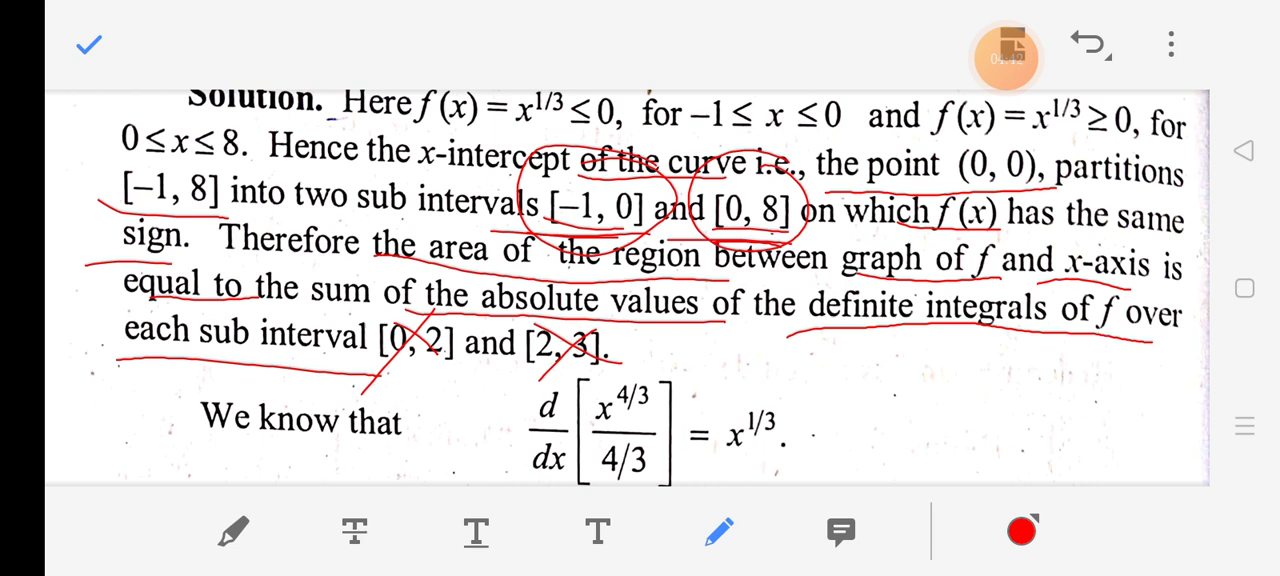 04:42
Solution. Here f (x) = x^1/3 ≤ 0, for –1 ≤ x ≤ 0 and f (x) = x^1/3 ≥ 0, for
0 ≤ x ≤ 8. Hence the x-intercept of the curve i.e., the point (0, 0), partitions
[–1, 8] into two sub intervals [–1, 0] and [0, 8] on which f (x) has the same
sign. Therefore the area of the region between graph of f and x-axis is
equal to the sum of the absolute values of the definite integrals of f over
each sub interval [0, 2] and [2, 3].
We know that d/dx [x^4/3 / 4/3] = x^1/3.
T T T